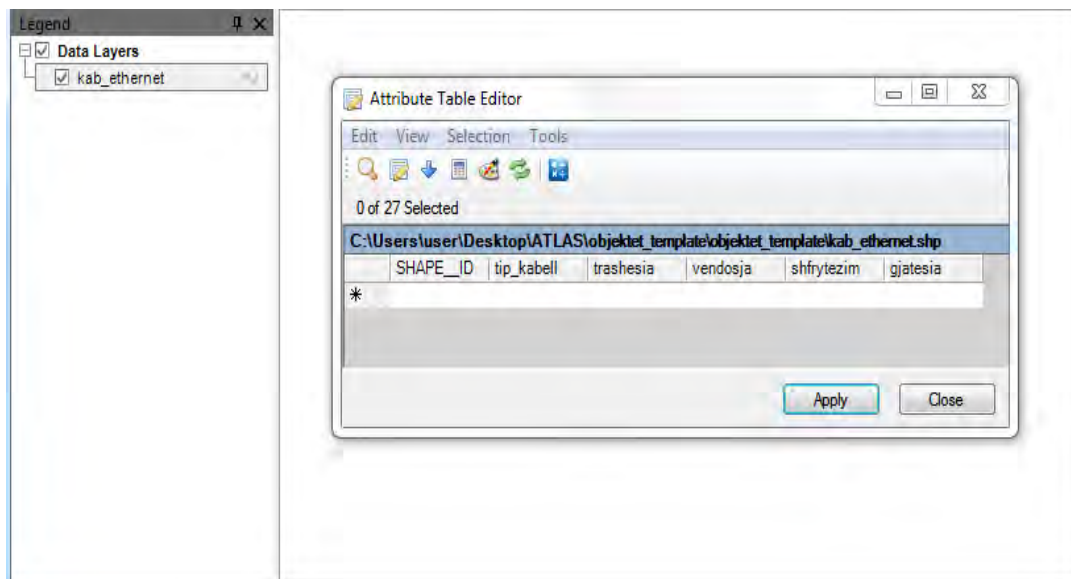 Legend
Data Layers
kab_ethernet
Attribute Table Editor
Edit View Selection Tools
0 of 27 Selected
C:\Users\user\Desktop\ATLAS\objektet_template\objektet_template\kab_ethernet.shp
SHAPE__ID tip_kabell trashesia vendosja shfrytezim gjatesia
Apply Close